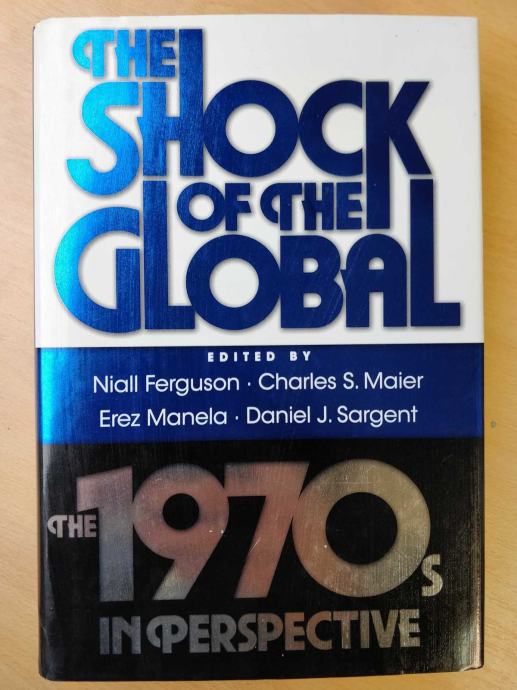 THE
SHOCK
OF THE
GLOBAL
EDITED BY
Niall Ferguson · Charles S. Maier
Erez Manela · Daniel J. Sargent
THE 1970s
IN PERSPECTIVE